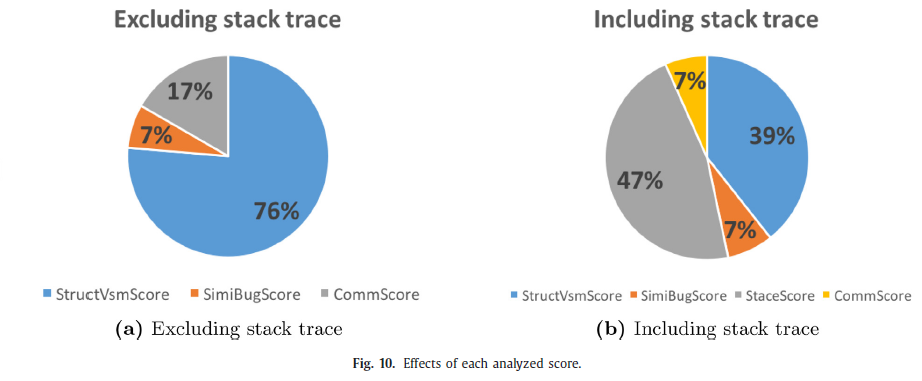 Excluding stack trace
17%
7%
76%
StructVsmScore SimiBugScore CommScore
(a) Excluding stack trace
Including stack trace
7%
39%
47%
7%
StructVsmScore SimiBugScore StaceScore CommScore
(b) Including stack trace
Fig. 10. Effects of each analyzed score.